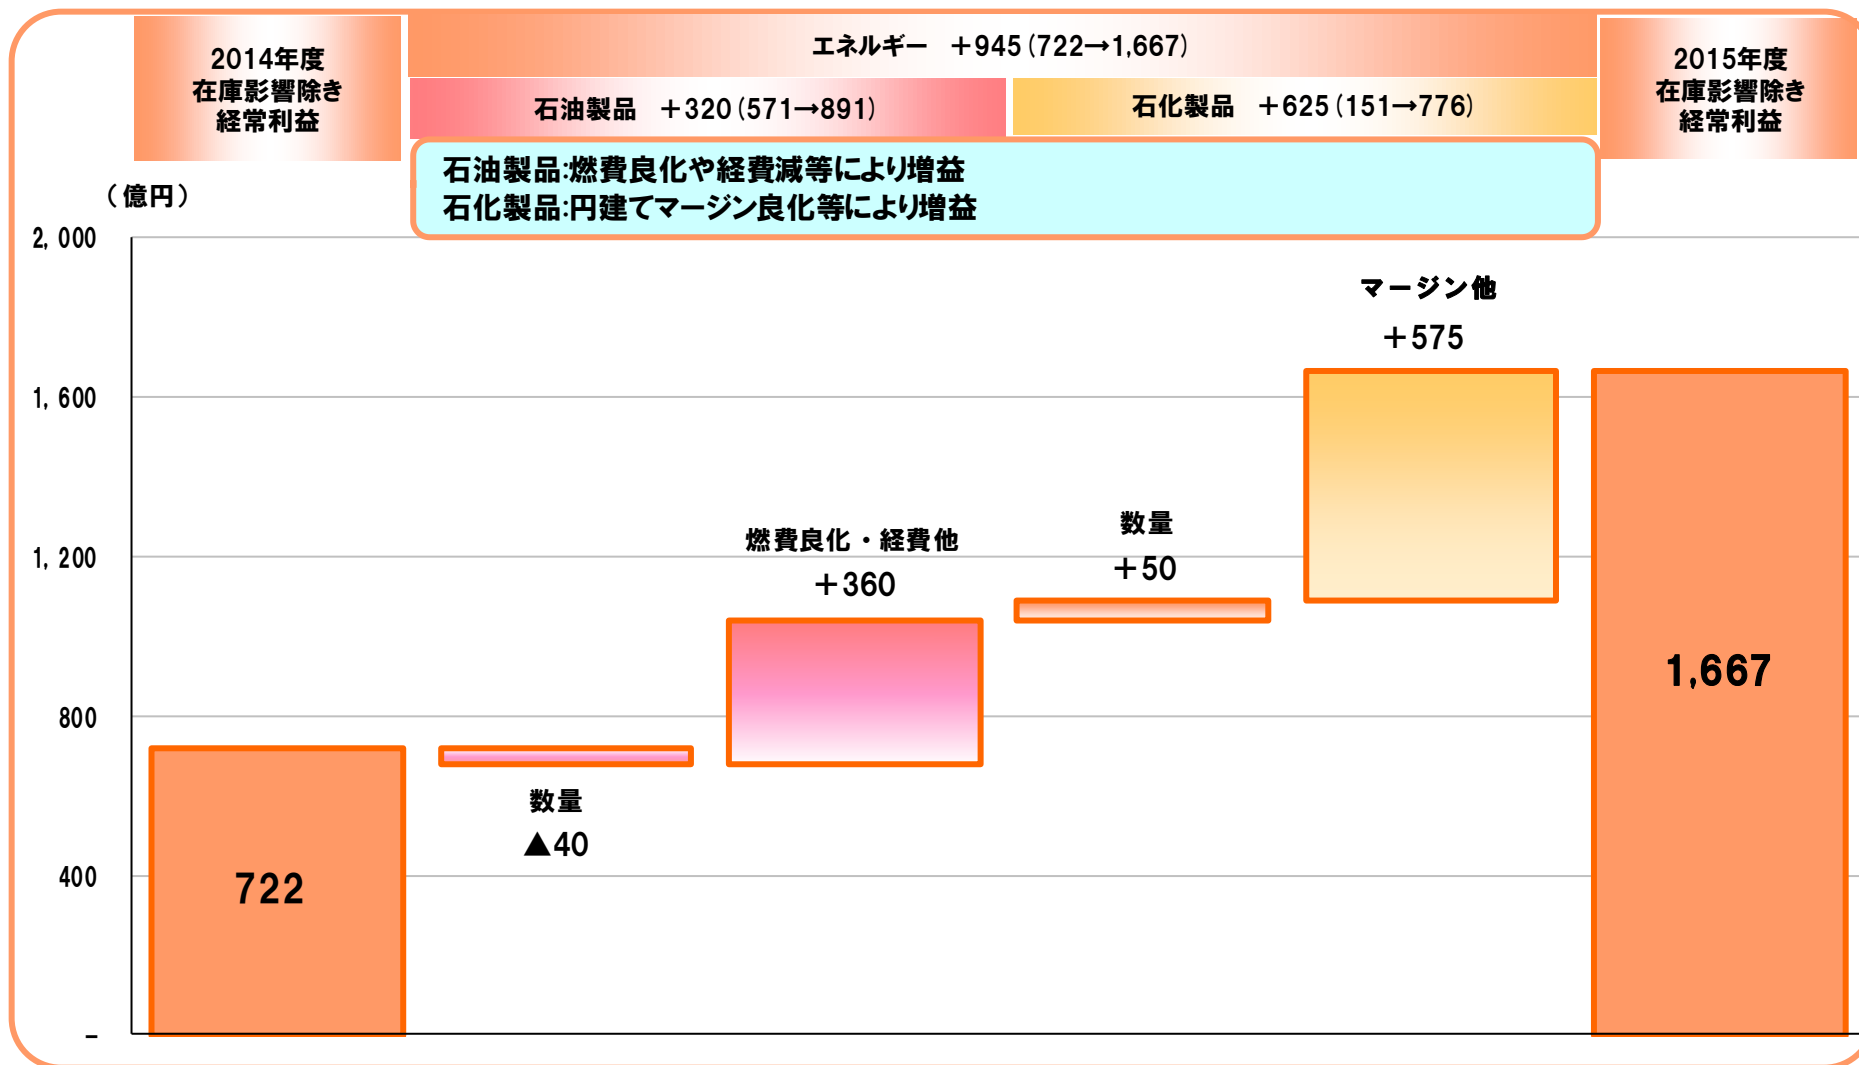 2014年度
在庫影響除き
経常利益
エネルギー　＋945(722→1,667)
石油製品　＋320(571→891)
石化製品　＋625(151→776)
2015年度
在庫影響除き
経常利益
石油製品:燃費良化や経費減等により増益
石化製品:円建てマージン良化等により増益
（億円）
2,000
1,600
1,200
800
400
–
マージン他
＋575
数量
＋50
燃費良化・経費他
＋360
数量
▲40
722
1,667